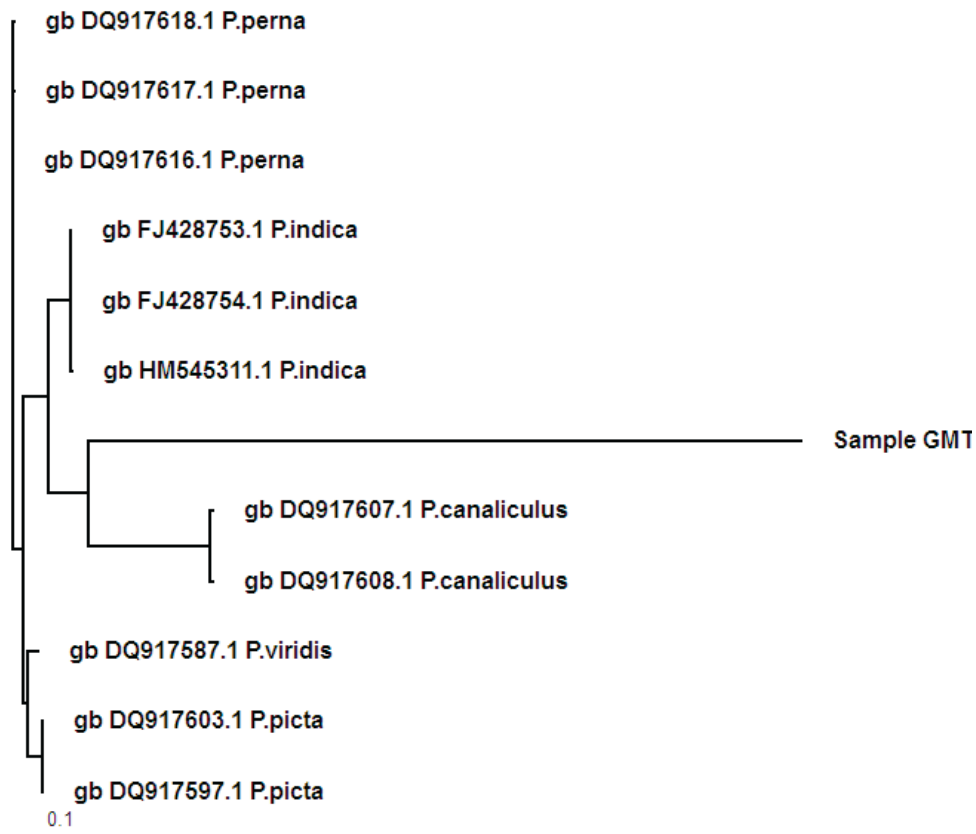 gb DQ917618.1 P.perna
gb DQ917617.1 P.perna
gb DQ917616.1 P.perna
gb FJ428753.1 P.indica
gb FJ428754.1 P.indica
gb HM545311.1 P.indica
Sample GMT
gb DQ917607.1 P.canaliculus
gb DQ917608.1 P.canaliculus
gb DQ917587.1 P.viridis
gb DQ917603.1 P.picta
gb DQ917597.1 P.picta
0.1